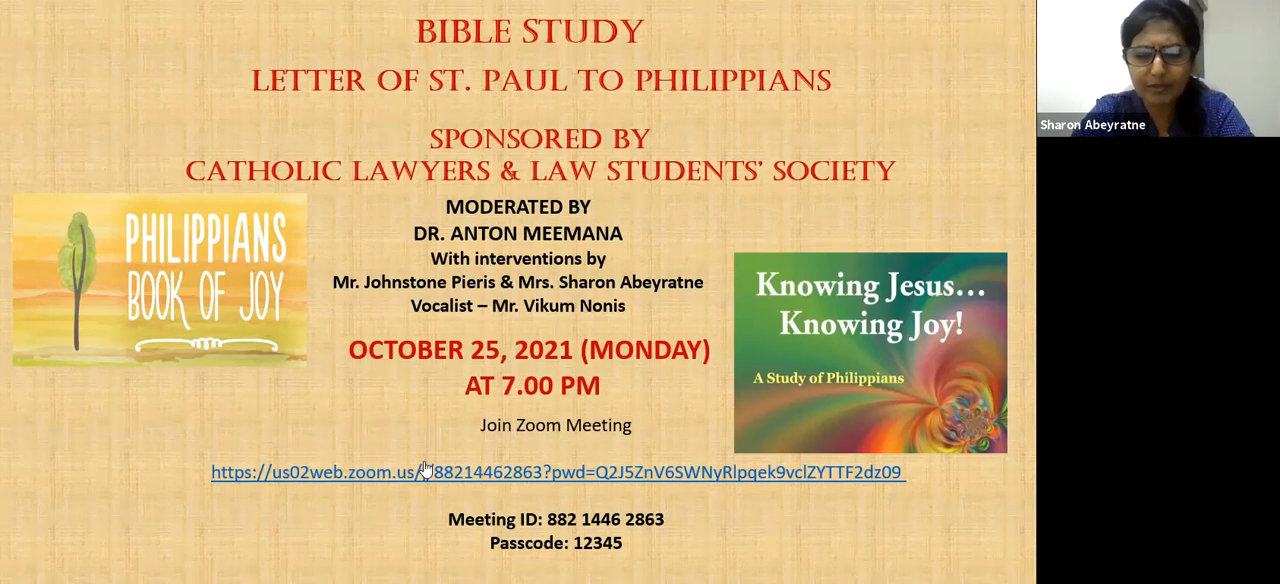 BIBLE STUDY
LETTER OF ST. PAUL TO PHILIPPIANS
SPONSORED BY
CATHOLIC LAWYERS & LAW STUDENTS’ SOCIETY
PHILIPPIANS
BOOK OF JOY
MODERATED BY
DR. ANTON MEEMANA
With interventions by
Mr. Johnstone Pieris & Mrs. Sharon Abeyratne
Vocalist – Mr. Vikum Nonis
OCTOBER 25, 2021 (MONDAY)
AT 7.00 PM
Knowing Jesus…
Knowing Joy!
A Study of Philippians
Join Zoom Meeting
https://us02web.zoom.us/ 88214462863?pwd=Q2J5ZnV6SWNyRlpqek9vclZYTTF2dz09
Meeting ID: 882 1446 2863
Passcode: 12345
Sharon Abeyratne